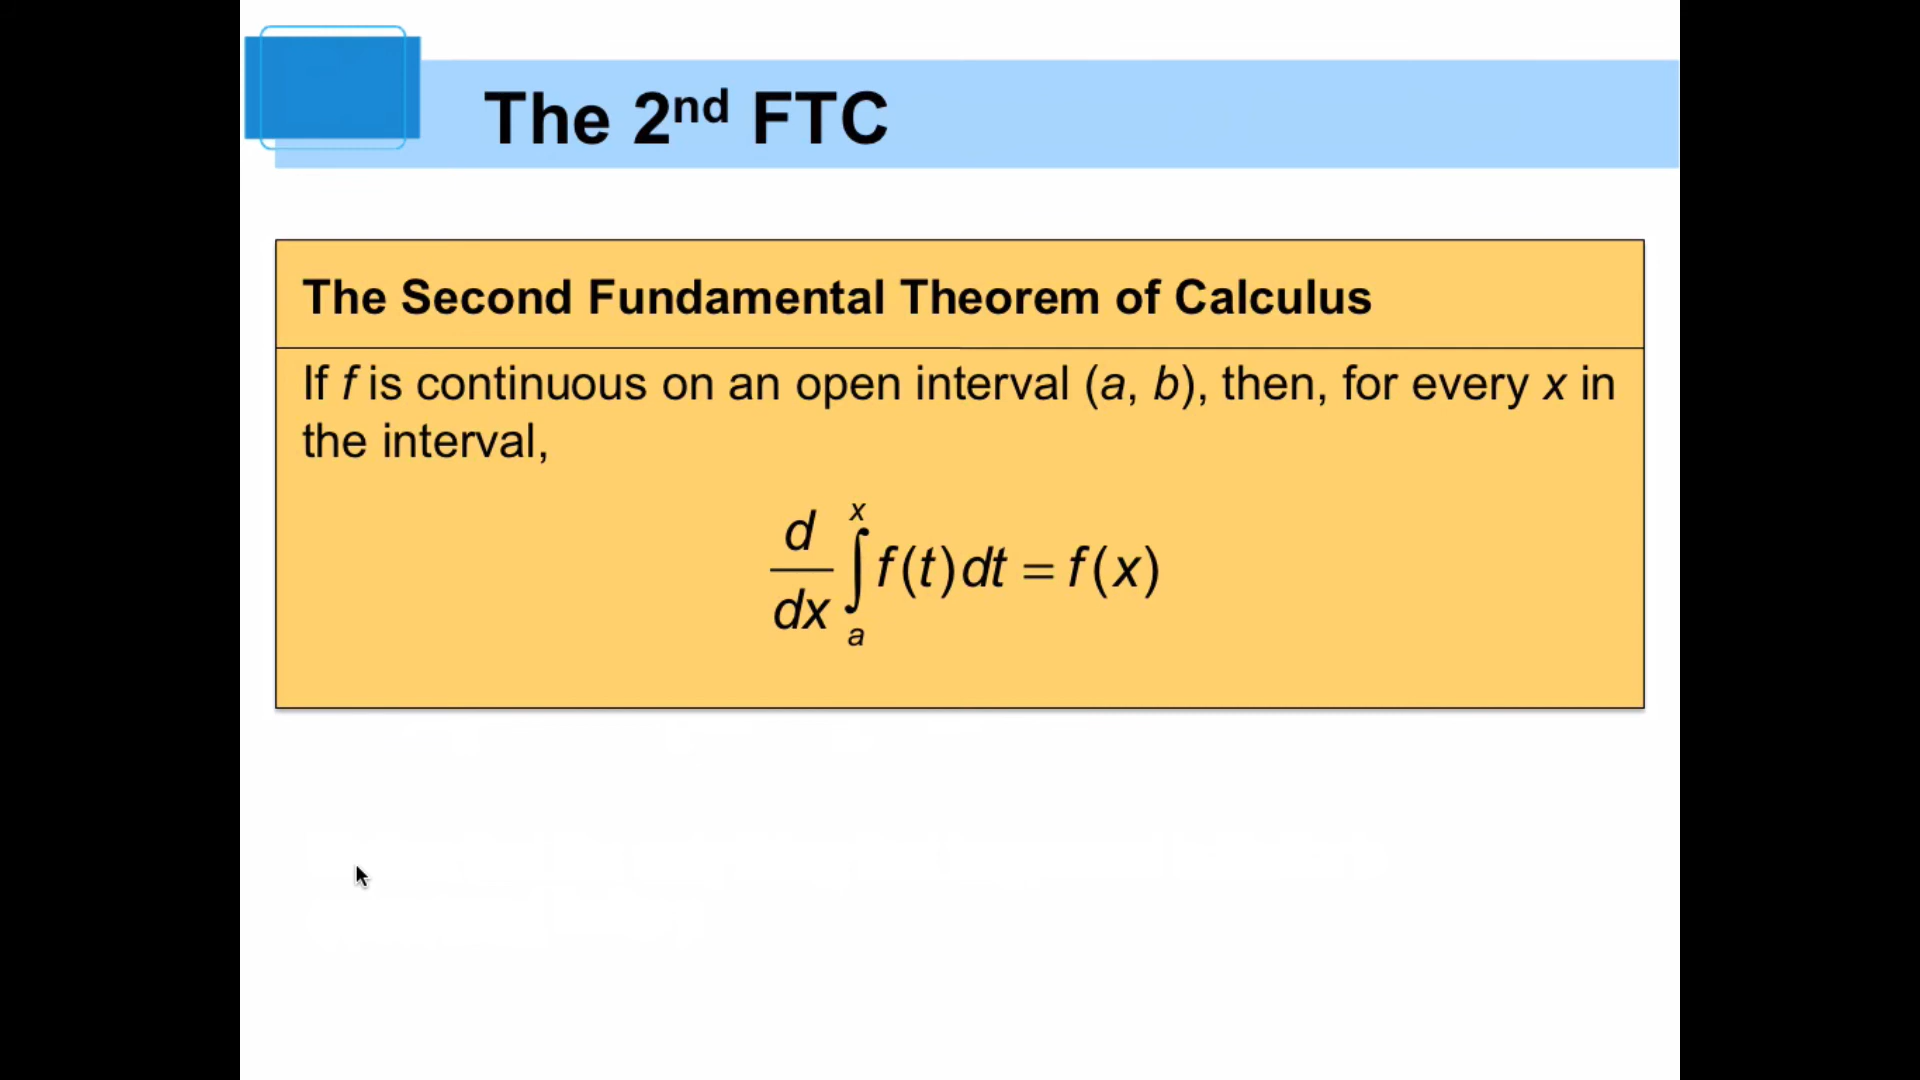 The 2nd FTC
The Second Fundamental Theorem of Calculus
If f is continuous on an open interval (a, b), then, for every x in
the interval,
d/dx ∫ₐˣ f(t)dt = f(x)